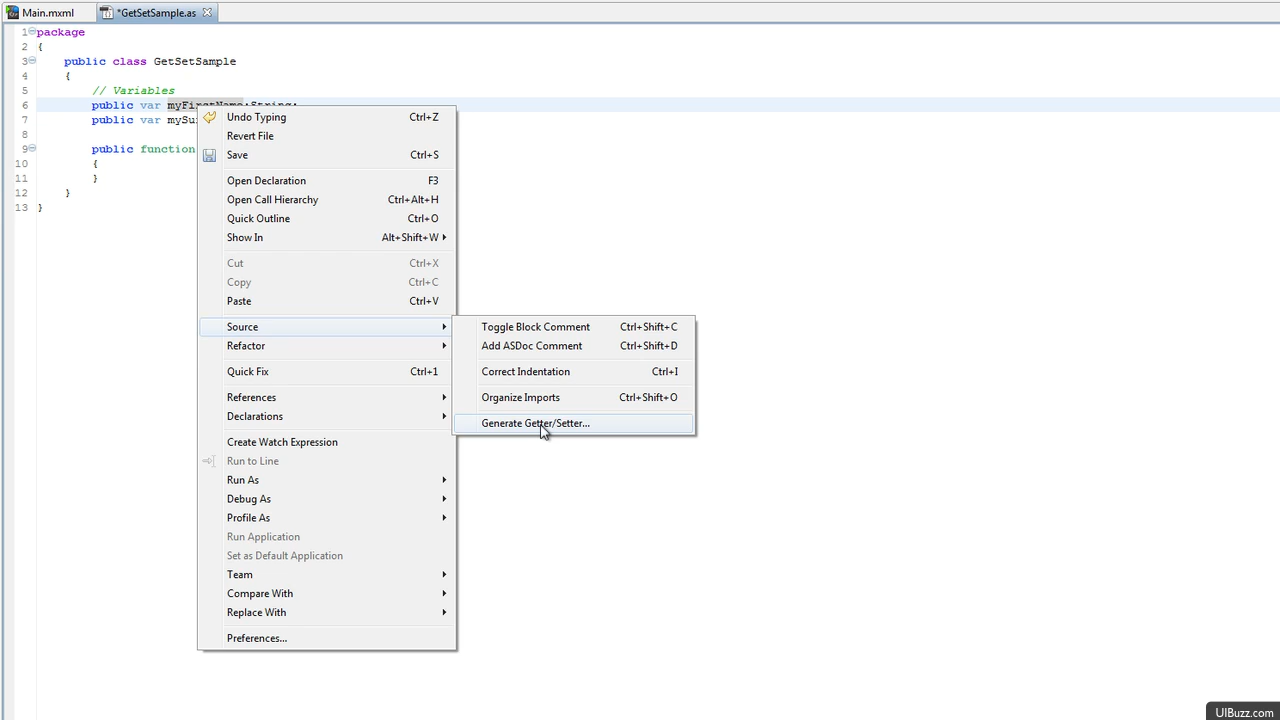 Main.mxml
*GetSetSample.as
1 package
2 {
3 public class GetSetSample
4 {
5 // Variables
6 public var myFirstName:String;
7 public var mySu
8
9 public function
10 {
11 }
12 }
13 }
Undo Typing Ctrl+Z
Revert File
Save Ctrl+S
Open Declaration F3
Open Call Hierarchy Ctrl+Alt+H
Quick Outline Ctrl+O
Show In Alt+Shift+W
Cut Ctrl+X
Copy Ctrl+C
Paste Ctrl+V
Source
Refactor
Quick Fix Ctrl+1
References
Declarations
Create Watch Expression
Run to Line
Run As
Debug As
Profile As
Run Application
Set as Default Application
Team
Compare With
Replace With
Preferences...
Toggle Block Comment Ctrl+Shift+C
Add ASDoc Comment Ctrl+Shift+D
Correct Indentation Ctrl+I
Organize Imports Ctrl+Shift+O
Generate Getter/Setter...
UIBuzz.com